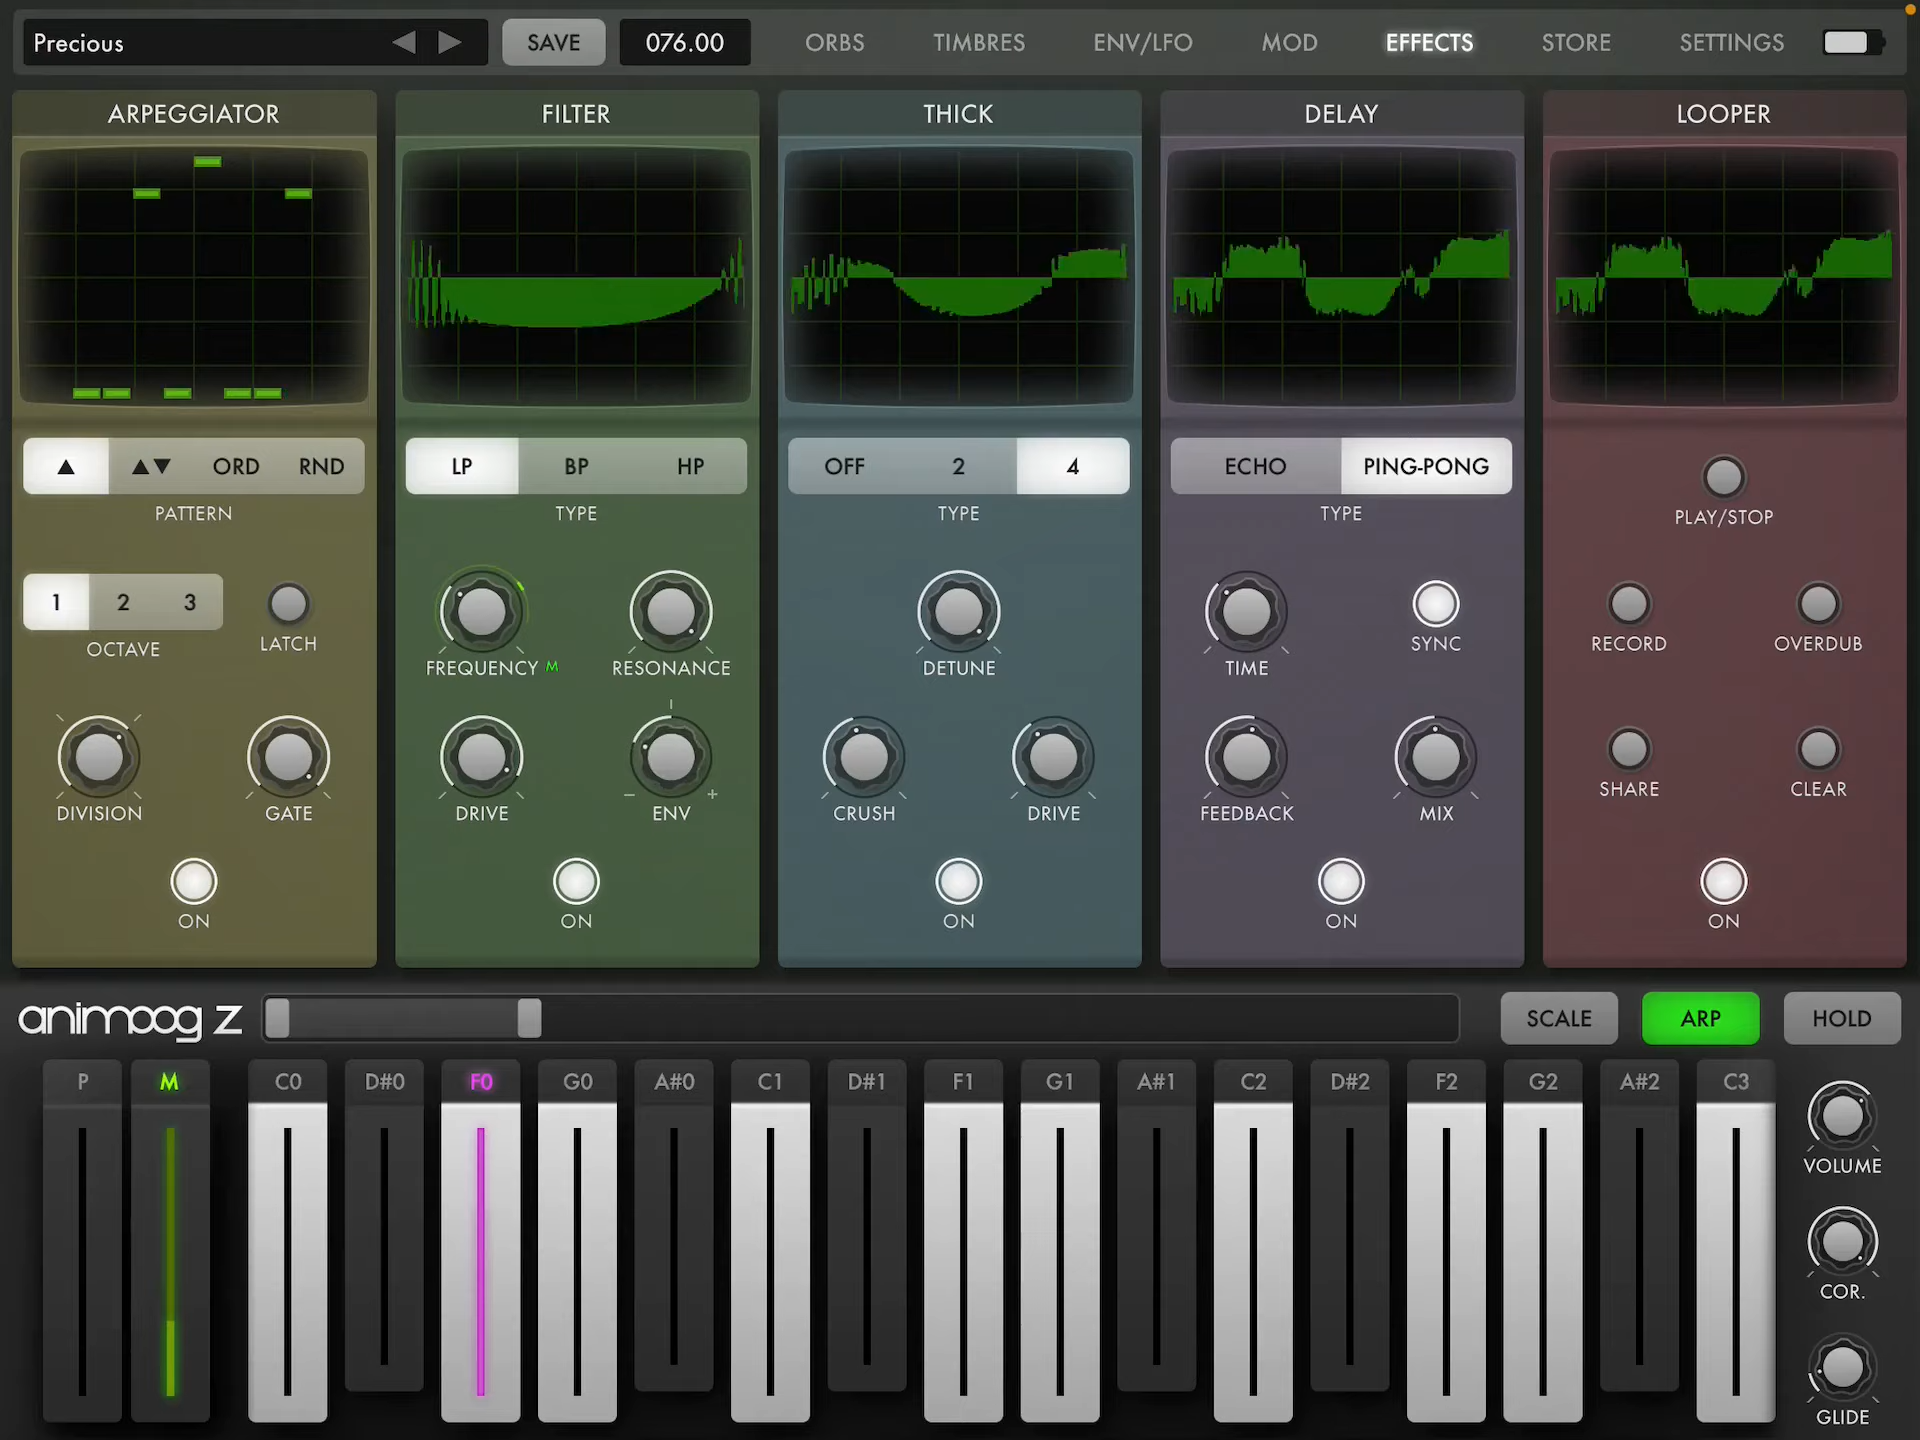 Precious
SAVE
076.00
ORBS
TIMBRES
ENV/LFO
MOD
EFFECTS
STORE
SETTINGS
ARPEGGIATOR
FILTER
THICK
DELAY
LOOPER
ORD RND
PATTERN
LP BP HP
TYPE
OFF 2 4
TYPE
ECHO PING-PONG
TYPE
PLAY/STOP
1 2 3
OCTAVE
LATCH
FREQUENCY M
RESONANCE
DETUNE
TIME
SYNC
RECORD
OVERDUB
DIVISION
GATE
DRIVE
ENV
CRUSH
DRIVE
FEEDBACK
MIX
SHARE
CLEAR
ON
ON
ON
ON
ON
animoog Z
SCALE
ARP
HOLD
P M C0 D#0 F0 G0 A#0 C1 D#1 F1 G1 A#1 C2 D#2 F2 G2 A#2 C3
VOLUME
COR.
GLIDE